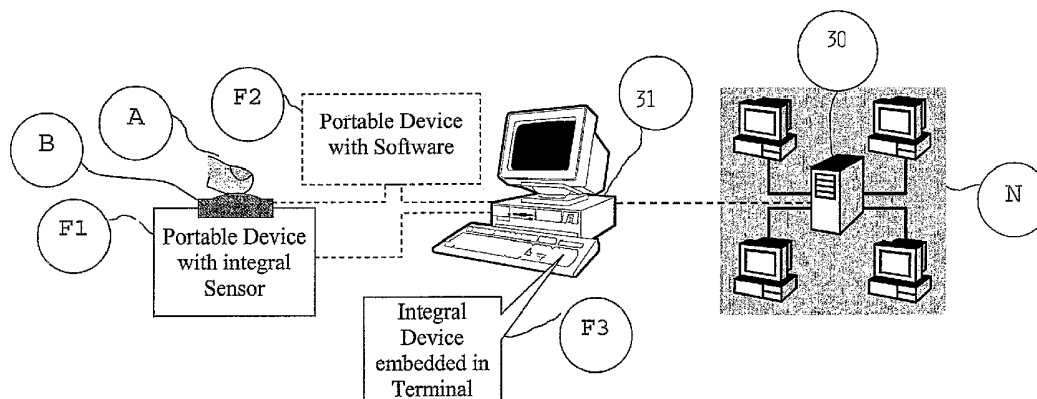 30
F2
31
A
Portable Device
with Software
B
N
F1
Portable Device
with integral
Sensor
Integral
Device
embedded in
Terminal
F3